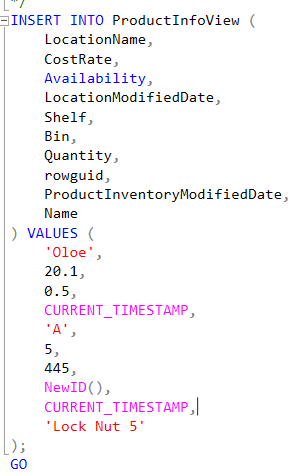 */
INSERT INTO ProductInfoView (
LocationName,
CostRate,
Availability,
LocationModifiedDate,
Shelf,
Bin,
Quantity,
rowguid,
ProductInventoryModifiedDate,
Name
) VALUES (
'Oloe',
20.1,
0.5,
CURRENT_TIMESTAMP,
'A',
5,
445,
NewID(),
CURRENT_TIMESTAMP,
'Lock Nut 5'
);
GO